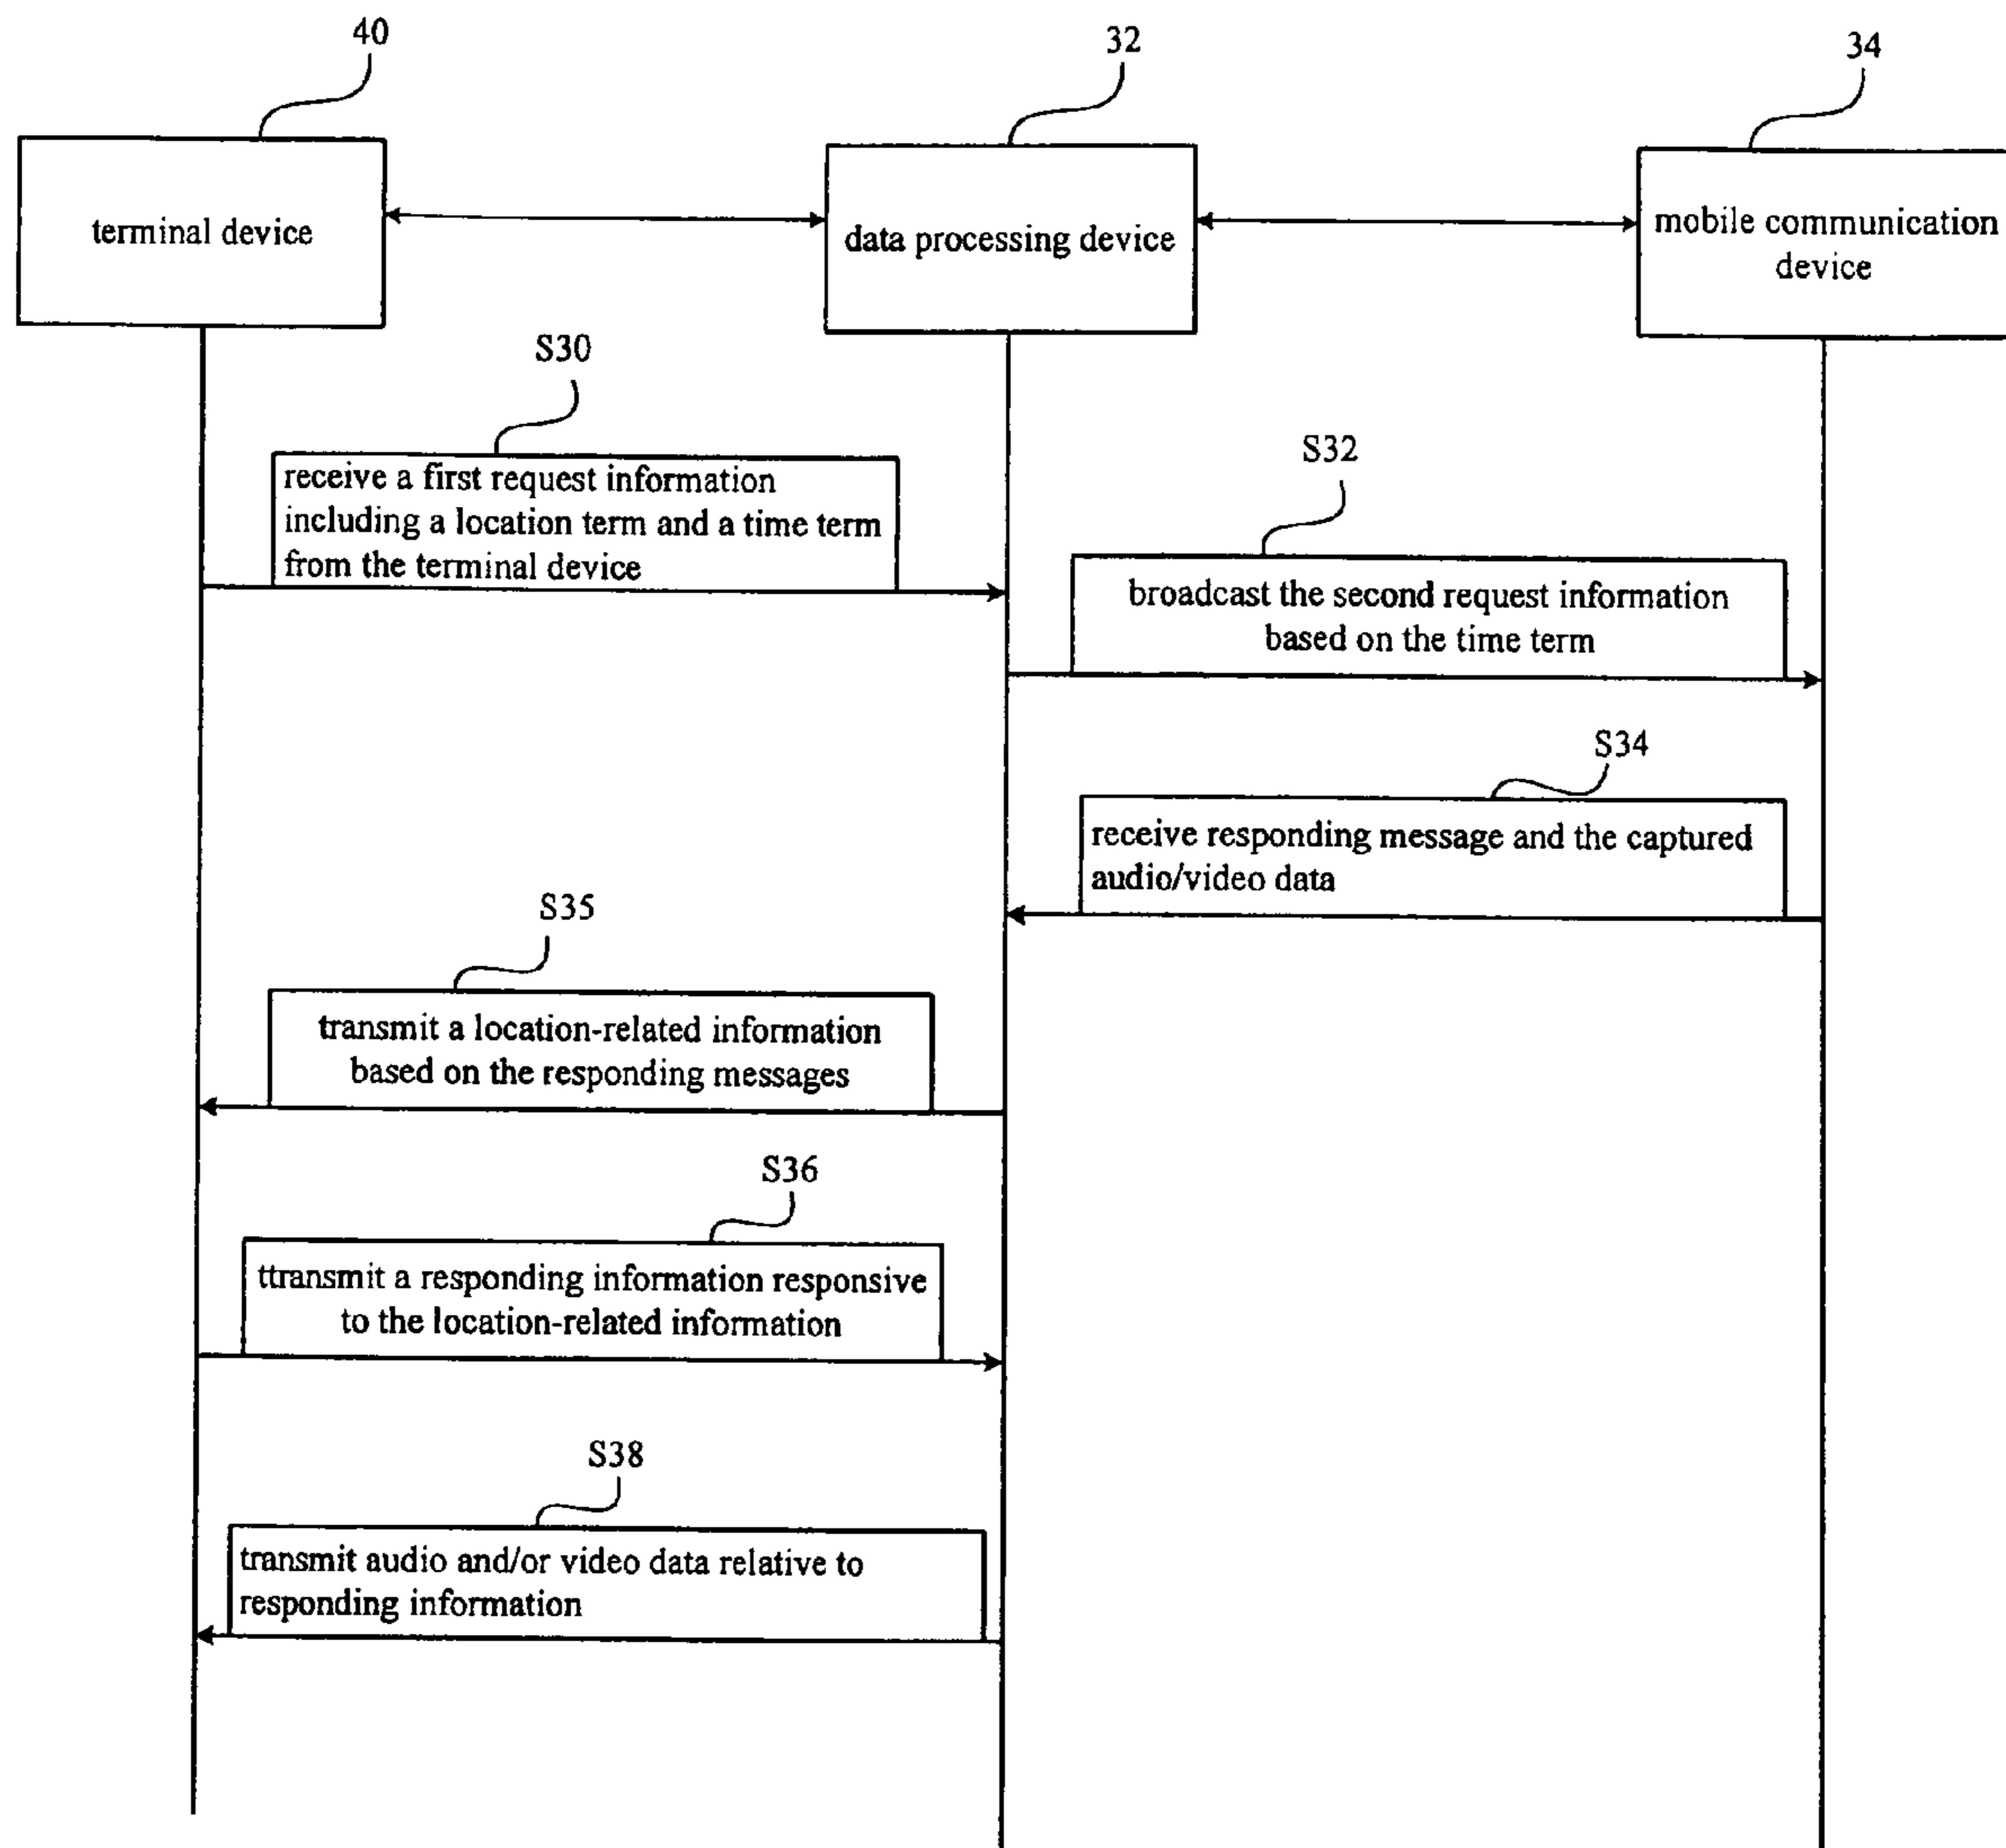 40
32
34
terminal device
data processing device
mobile communication
device
S30
receive a first request information
including a location term and a time term
from the terminal device
S32
broadcast the second request information
based on the time term
S34
receive responding message and the captured
audio/video data
S35
transmit a location-related information
based on the responding messages
S36
ttransmit a responding information responsive
to the location-related information
S38
transmit audio and/or video data relative to
responding information